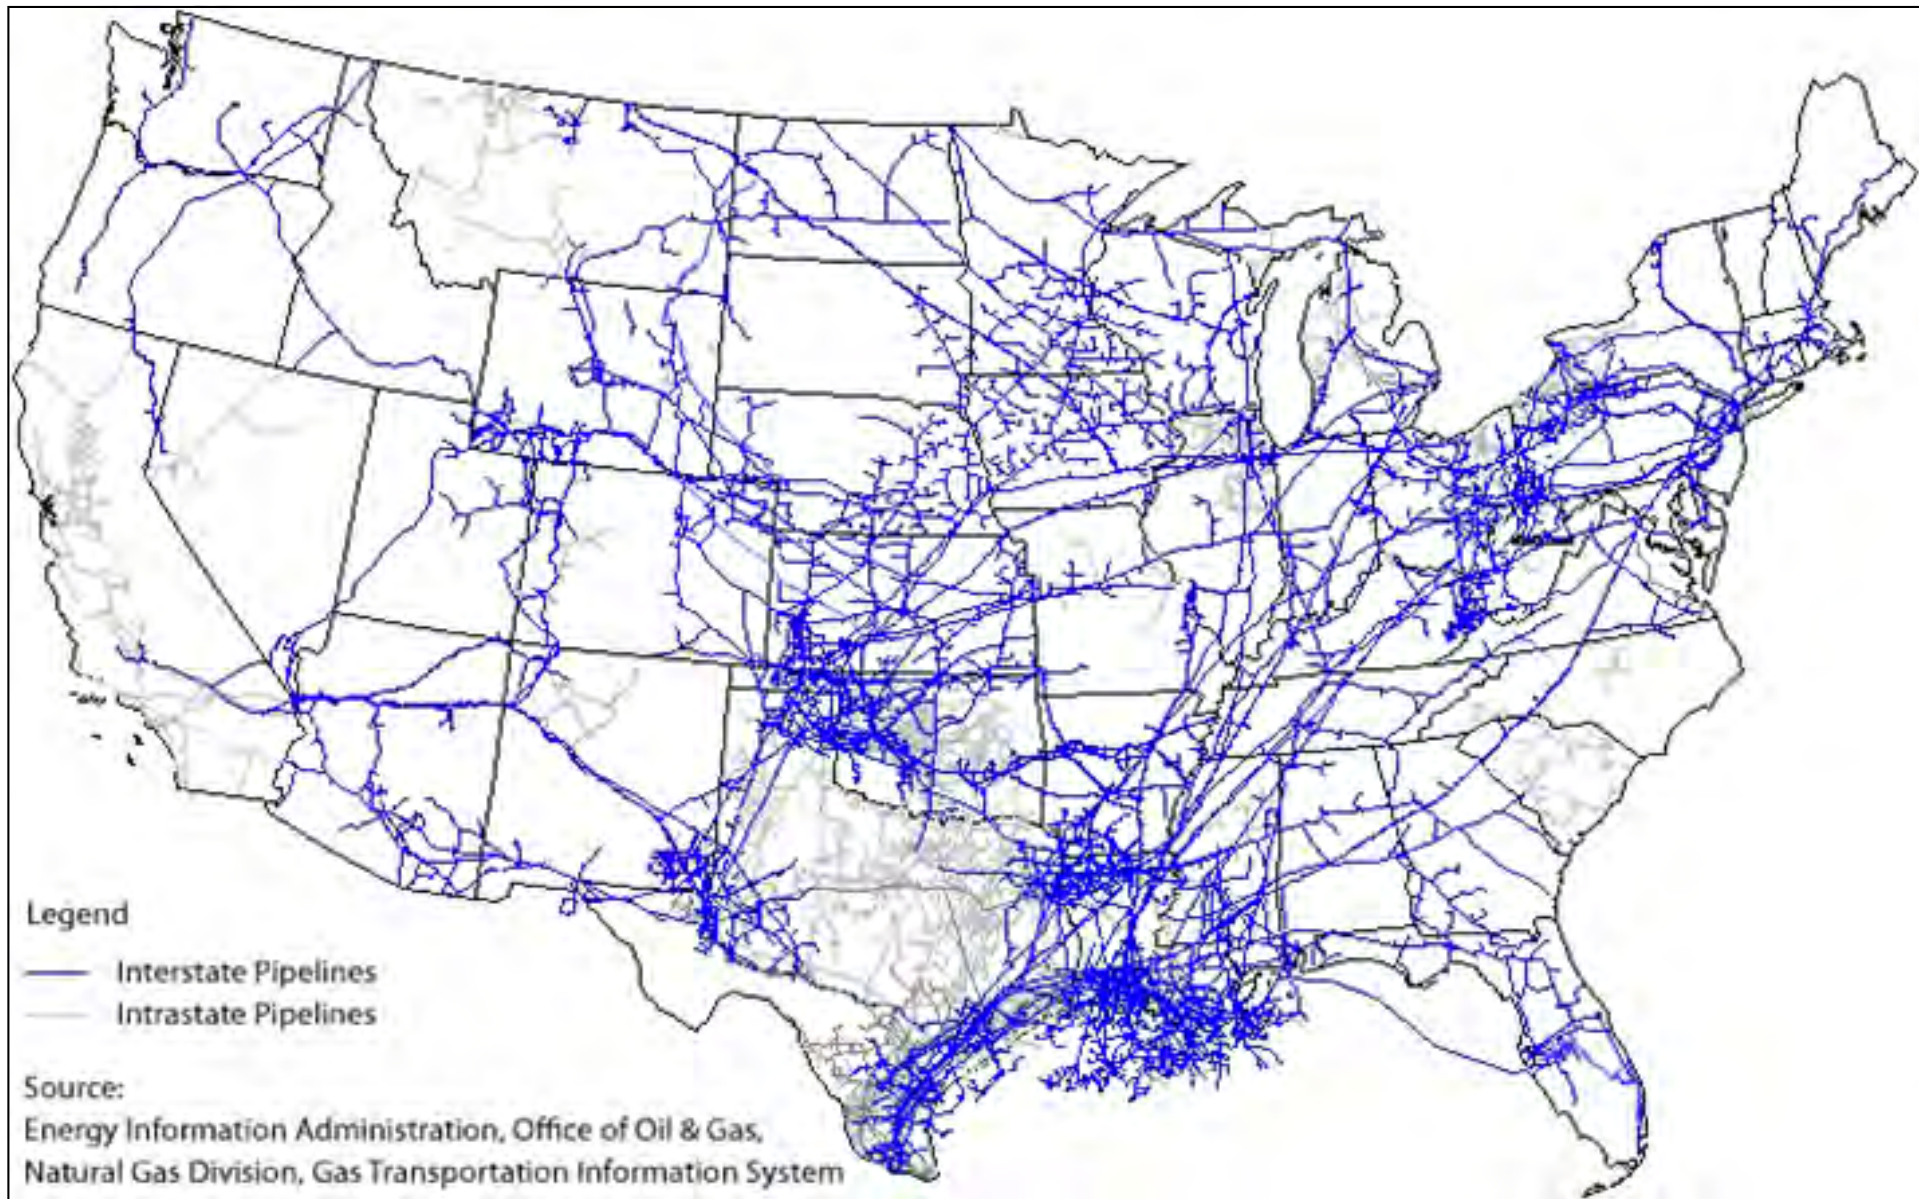 Legend
Interstate Pipelines
Intrastate Pipelines
Source:
Energy Information Administration, Office of Oil & Gas,
Natural Gas Division, Gas Transportation Information System